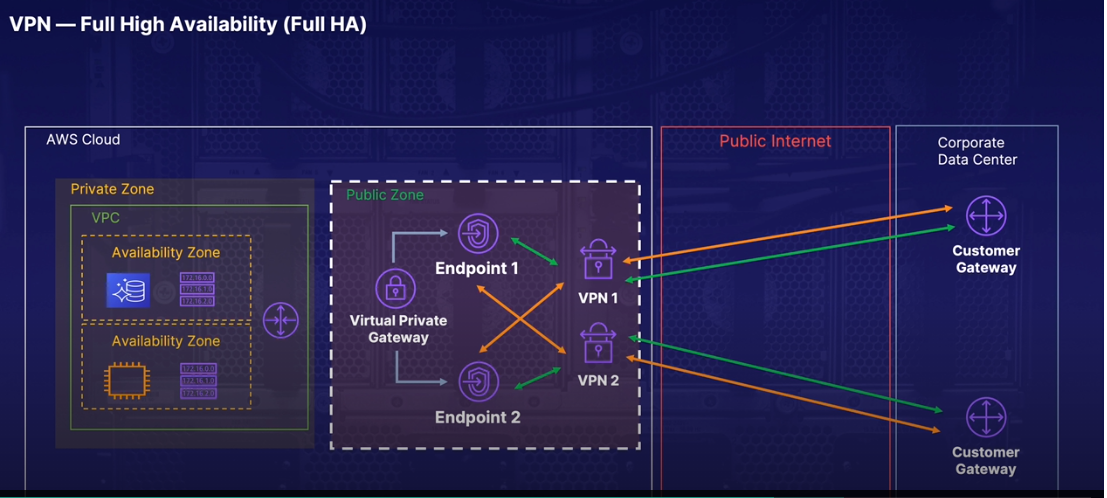 VPN — Full High Availability (Full HA)
AWS Cloud
Public Internet
Corporate
Data Center
Private Zone
Public Zone
VPC
Availability Zone
172.16.0.0
172.16.1.0
172.16.2.0
Availability Zone
172.16.0.0
172.16.1.0
172.16.2.0
Endpoint 1
Virtual Private
Gateway
Endpoint 2
VPN 1
VPN 2
Customer
Gateway
Customer
Gateway